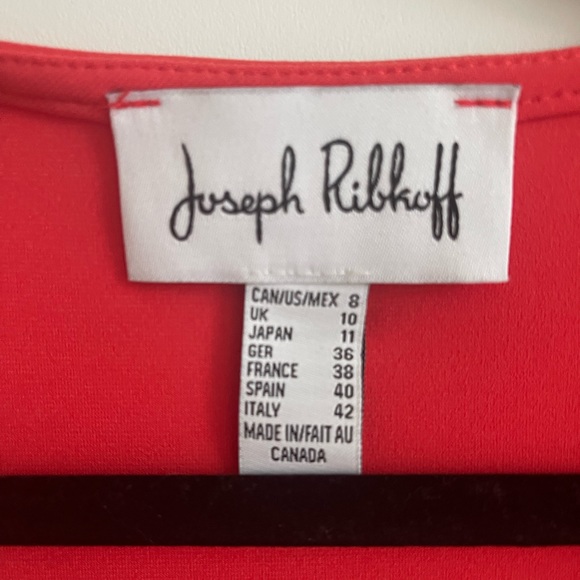 Joseph Ribkoff
CAN/US/MEX 8
UK 10
JAPAN 11
GER 36
FRANCE 38
SPAIN 40
ITALY 42
MADE IN/FAIT AU
CANADA